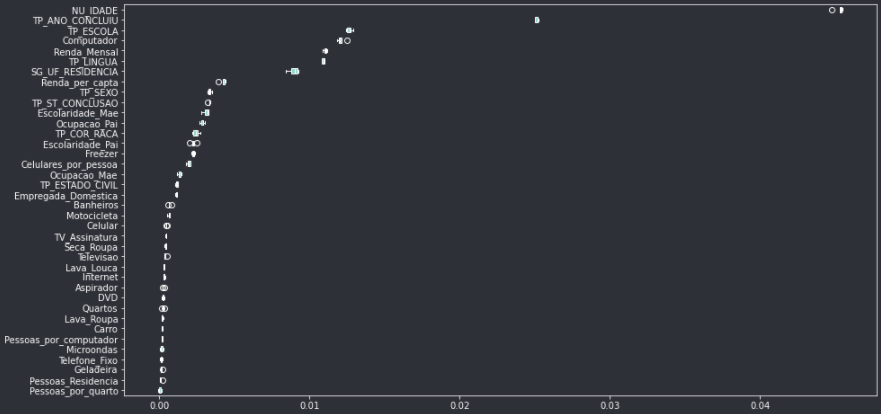 NU_IDADE
TP_ANO_CONCLUIU
TP_ESCOLA
Computador
Renda_Mensal
TP_LINGUA
SG_UF_RESIDENCIA
Renda_per_capta
TP_SEXO
TP_ST_CONCLUSAO
Escolaridade_Mae
Ocupacao_Pai
TP_COR_RACA
Escolaridade_Pai
Freezer
Celulares_por_pessoa
Ocupacao_Mae
TP_ESTADO_CIVIL
Empregada_Domestica
Banheiros
Motocicleta
Celular
TV_Assinatura
Seca_Roupa
Televisao
Lava_Louca
Internet
Aspirador
DVD
Quartos
Lava_Roupa
Carro
Pessoas_por_computador
Microondas
Telefone_Fixo
Geladeira
Pessoas_Residencia
Pessoas_por_quarto
0.00 0.01 0.02 0.03 0.04